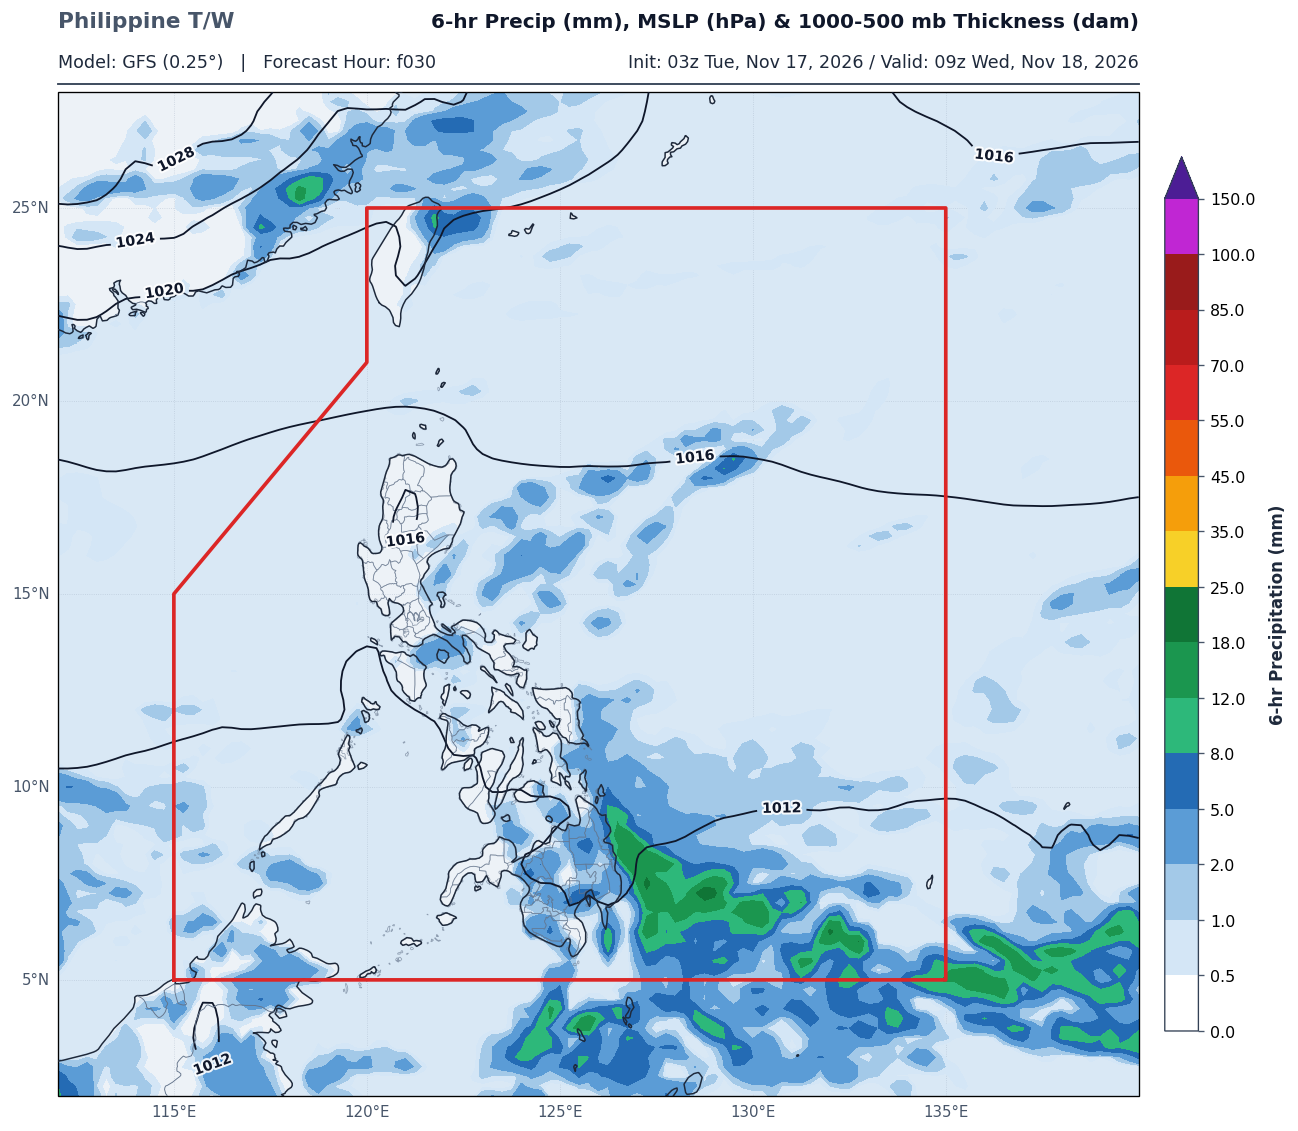 Philippine T/W
6-hr Precip (mm), MSLP (hPa) & 1000-500 mb Thickness (dam)
Model: GFS (0.25°) | Forecast Hour: f030
Init: 03z Tue, Nov 17, 2026 / Valid: 09z Wed, Nov 18, 2026
1028
1024
1020
1016
1016
1016
1012
1012
25°N
20°N
15°N
10°N
5°N
115°E
120°E
125°E
130°E
135°E
150.0
100.0
85.0
70.0
55.0
45.0
35.0
25.0
18.0
12.0
8.0
5.0
2.0
1.0
0.5
0.0
6-hr Precipitation (mm)